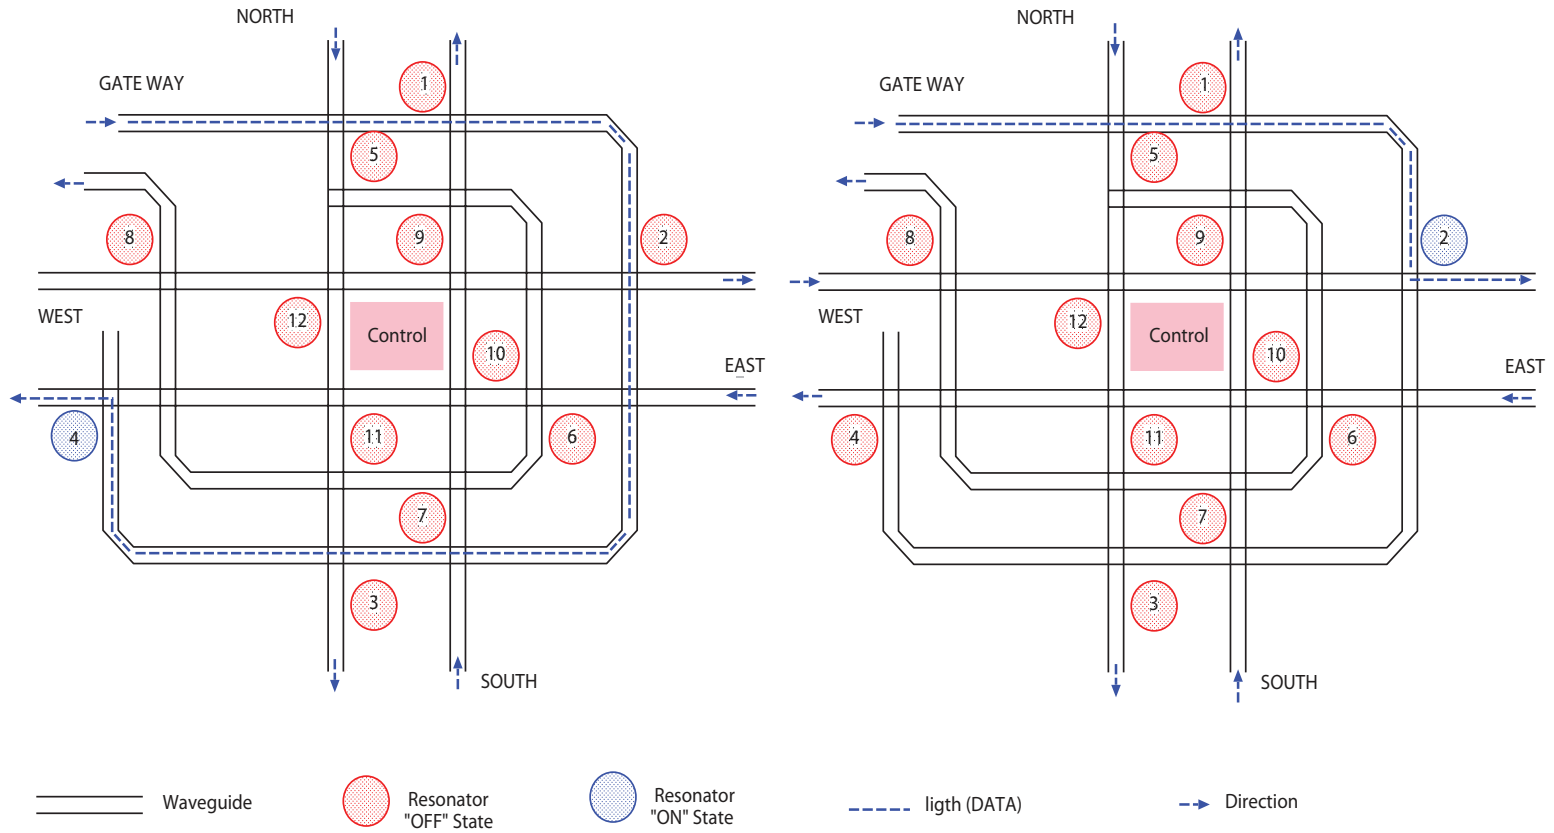 NORTH
GATE WAY
1
5
8
9
2
WEST
12
Control
10
EAST
4
11
6
7
3
SOUTH
NORTH
GATE WAY
1
5
8
9
2
WEST
12
Control
10
EAST
4
11
6
7
3
SOUTH
Waveguide
Resonator
"OFF" State
Resonator
"ON" State
ligth (DATA)
Direction